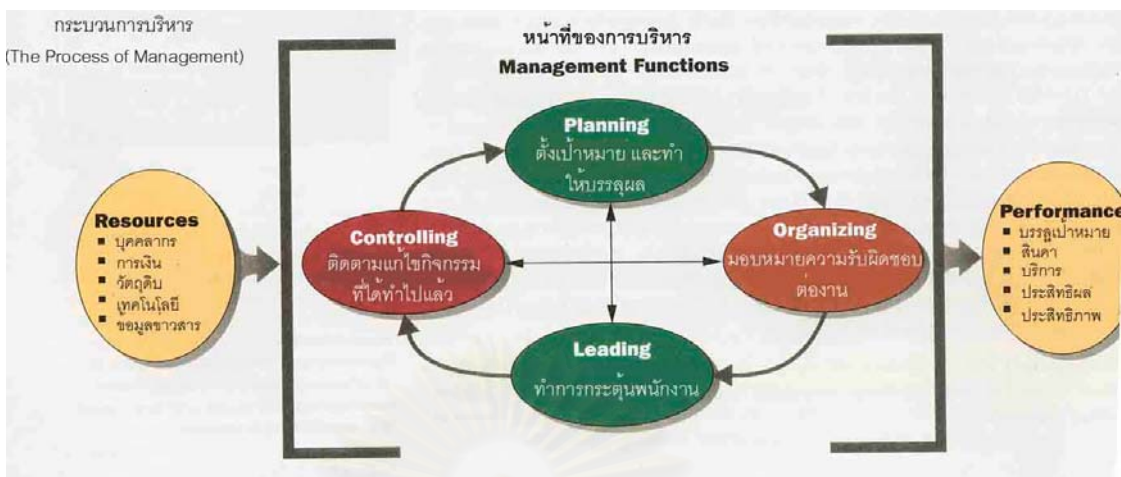 กระบวนการบริหาร
(The Process of Management)
หน้าที่ของการบริหาร
Management Functions
Planning
ตั้งเป้าหมาย และทำ
ให้บรรลุผล
Resources
บุคคลากร
การเงิน
วัตถุดิบ
เทคโนโลยี
ข้อมูลข่าวสาร
Controlling
ติดตามแก้ไขกิจกรรม
ที่ได้ทำไปแล้ว
Organizing
มอบหมายความรับผิดชอบ
ต่องาน
Leading
ทำการกระตุ้นพนักงาน
Performance
บรรลุเป้าหมาย
สินค้า
บริการ
ประสิทธิผล
ประสิทธิภาพ